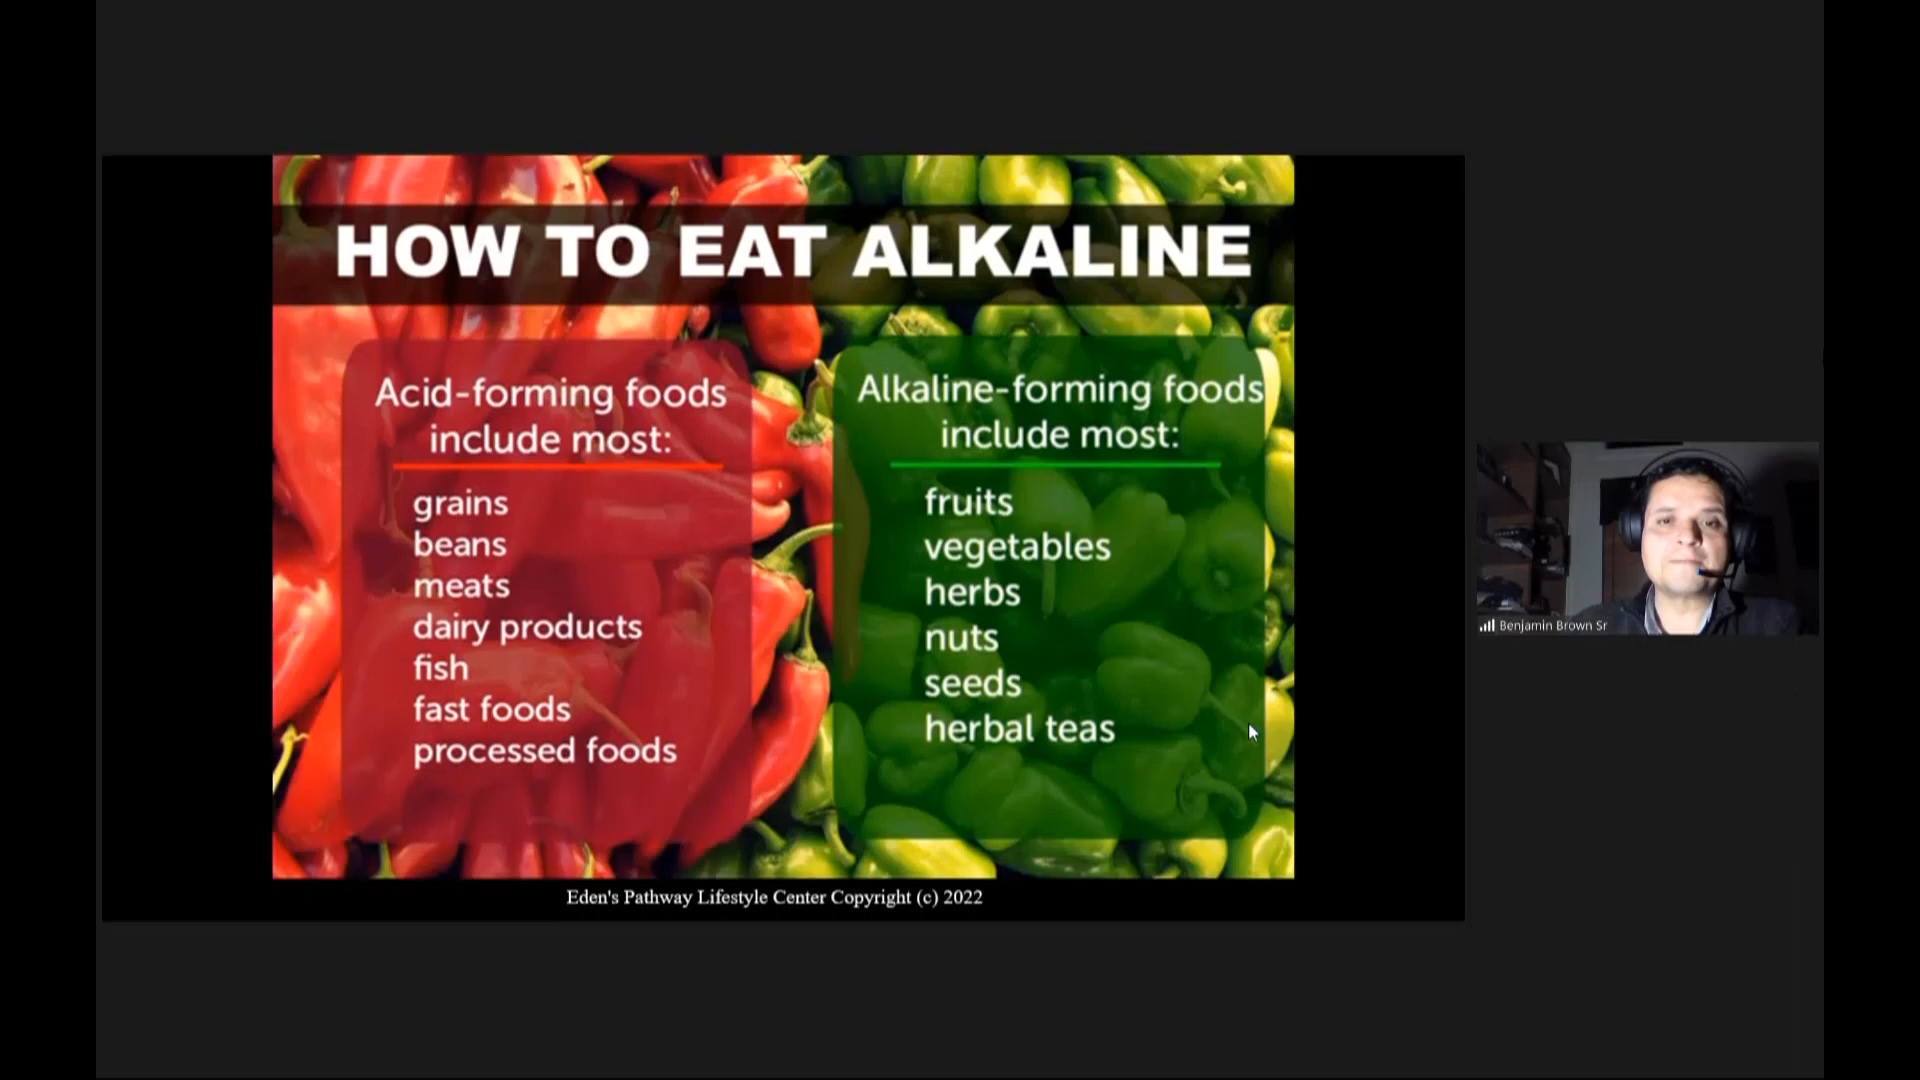 HOW TO EAT ALKALINE
Acid-forming foods
include most:
grains
beans
meats
dairy products
fish
fast foods
processed foods
Alkaline-forming foods
include most:
fruits
vegetables
herbs
nuts
seeds
herbal teas
Eden's Pathway Lifestyle Center Copyright (c) 2022
Benjamin Brown Sr